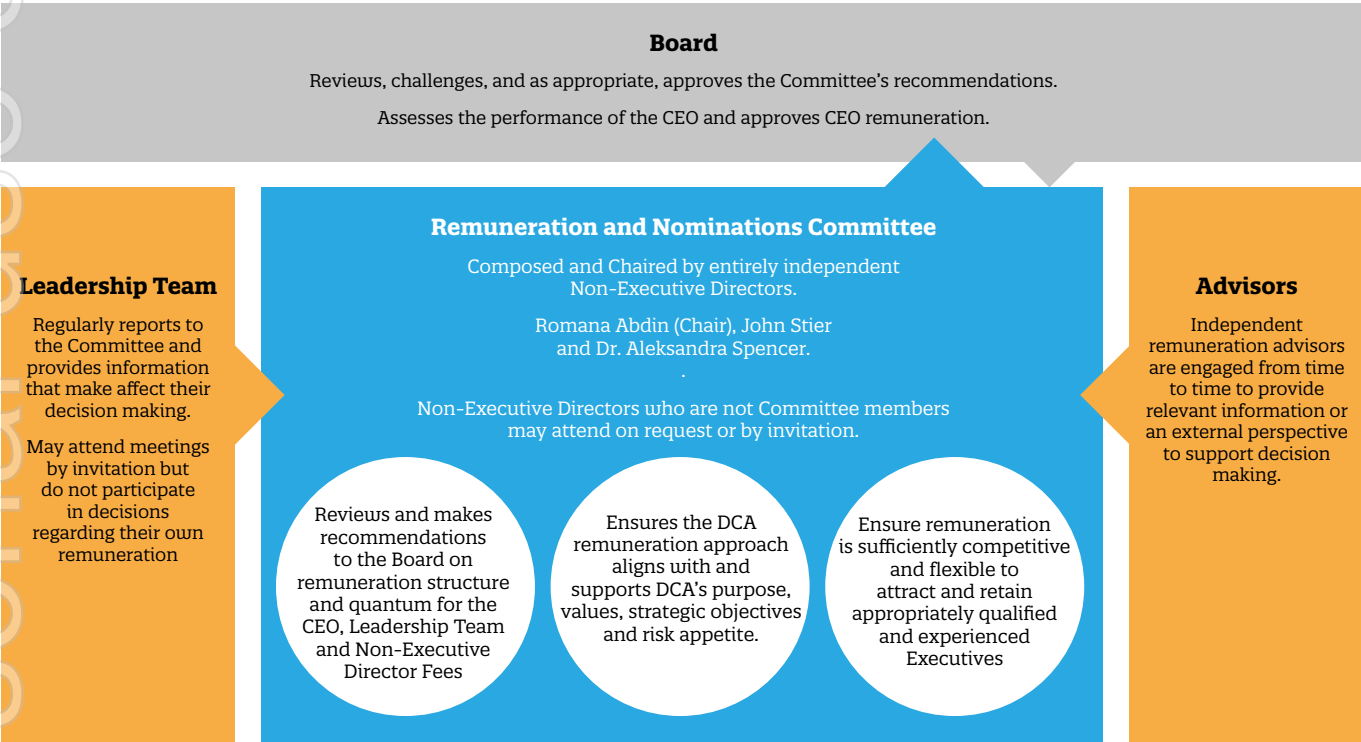 Board
Reviews, challenges, and as appropriate, approves the Committee's recommendations.
Assesses the performance of the CEO and approves CEO remuneration.
Leadership Team
Regularly reports to
the Committee and
provides information
that make affect their
decision making.
May attend meetings
by invitation but
do not participate
in decisions
regarding their own
remuneration
Remuneration and Nominations Committee
Composed and Chaired by entirely independent
Non-Executive Directors.
Romana Abdin (Chair), John Stier
and Dr. Aleksandra Spencer.
.
Non-Executive Directors who are not Committee members
may attend on request or by invitation.
Reviews and makes
recommendations
to the Board on
remuneration structure
and quantum for the
CEO, Leadership Team
and Non-Executive
Director Fees
Ensures the DCA
remuneration approach
aligns with and
supports DCA's purpose,
values, strategic objectives
and risk appetite.
Ensure remuneration
is sufficiently competitive
and flexible to
attract and retain
appropriately qualified
and experienced
Executives
Advisors
Independent
remuneration advisors
are engaged from time
to time to provide
relevant information or
an external perspective
to support decision
making.